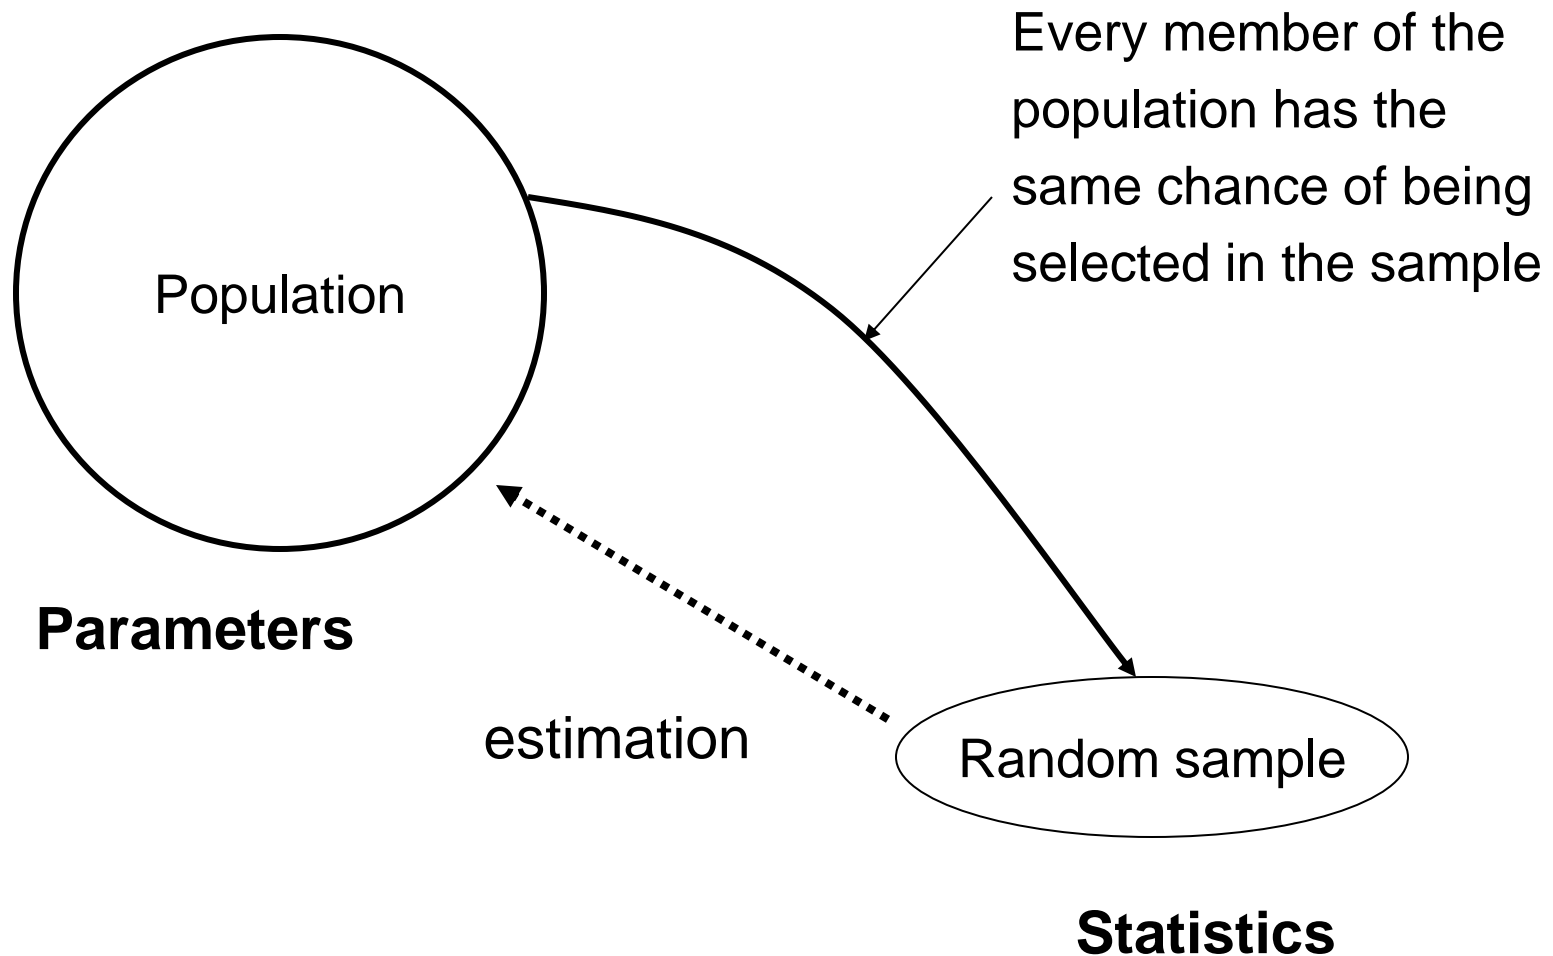 Every member of the
population has the
same chance of being
selected in the sample
Population
Parameters
estimation
Random sample
Statistics